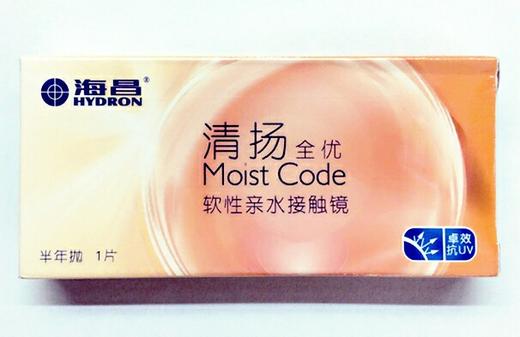 海昌®
HYDRON
清扬 全优
Moist Code
软性亲水接触镜
半年抛 1片
卓效
抗UV